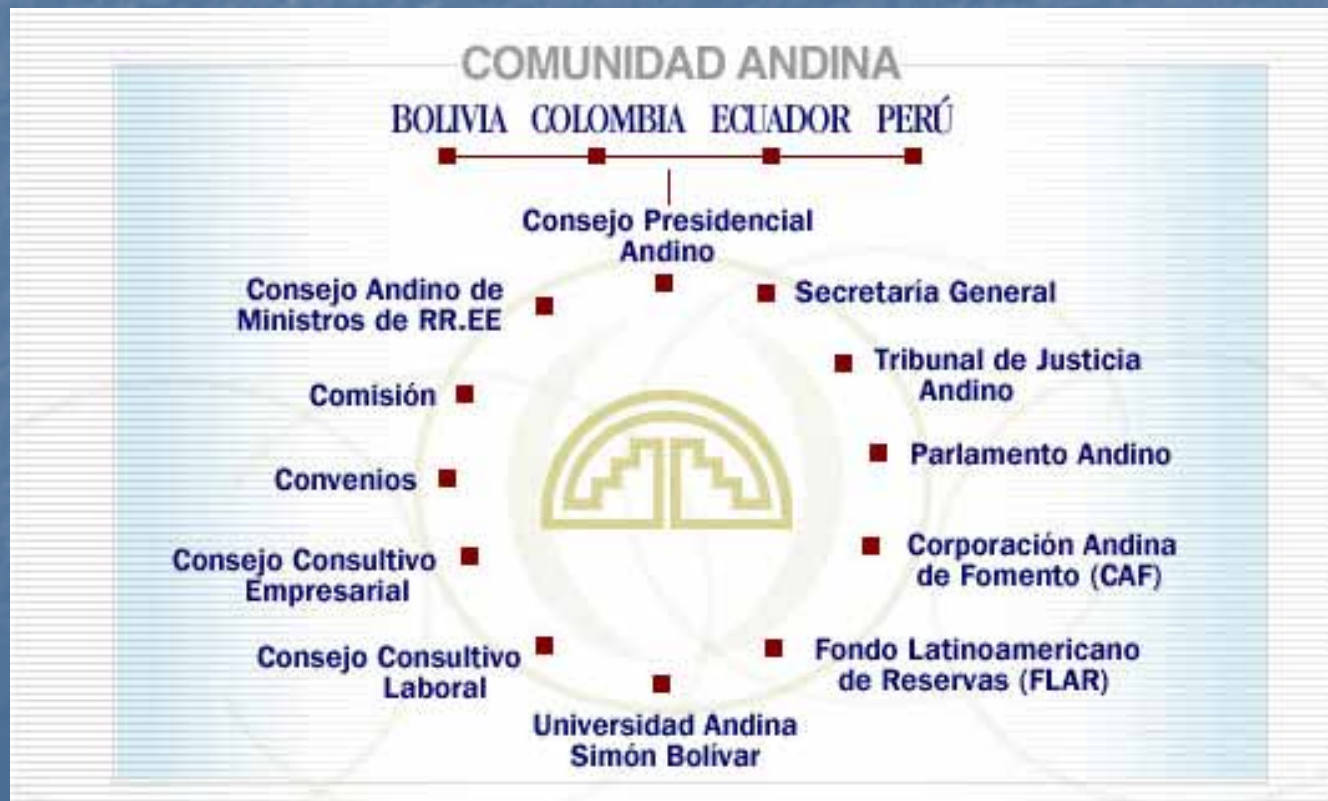 COMUNIDAD ANDINA
BOLIVIA COLOMBIA ECUADOR PERÚ
Consejo Presidencial
Andino
Consejo Andino de
Ministros de RR.EE
Secretaría General
Tribunal de Justicia
Andino
Comisión
Parlamento Andino
Convenios
Corporación Andina
de Fomento (CAF)
Consejo Consultivo
Empresarial
Fondo Latinoamericano
de Reservas (FLAR)
Consejo Consultivo
Laboral
Universidad Andina
Simón Bolívar